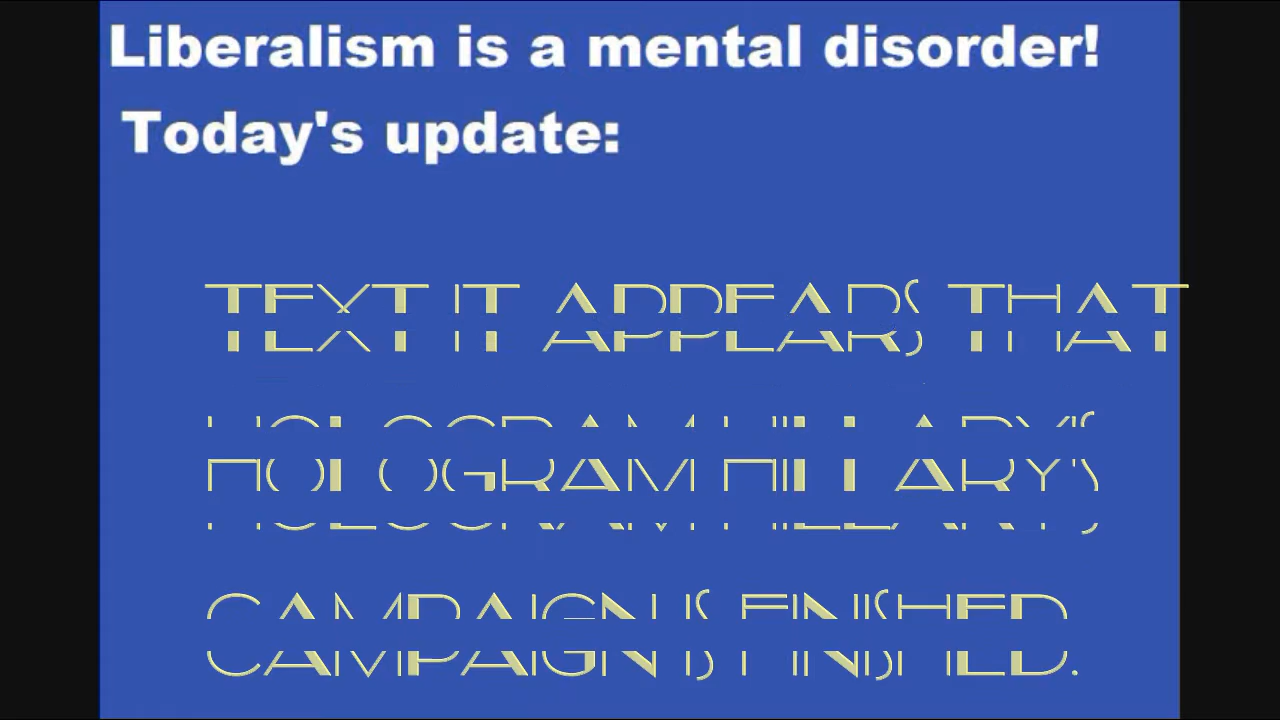 Liberalism is a mental disorder!
Today's update:
TEXT IT APPEARS THAT
HOLOGRAM HILLARY'S
CAMPAIGN IS FINISHED.